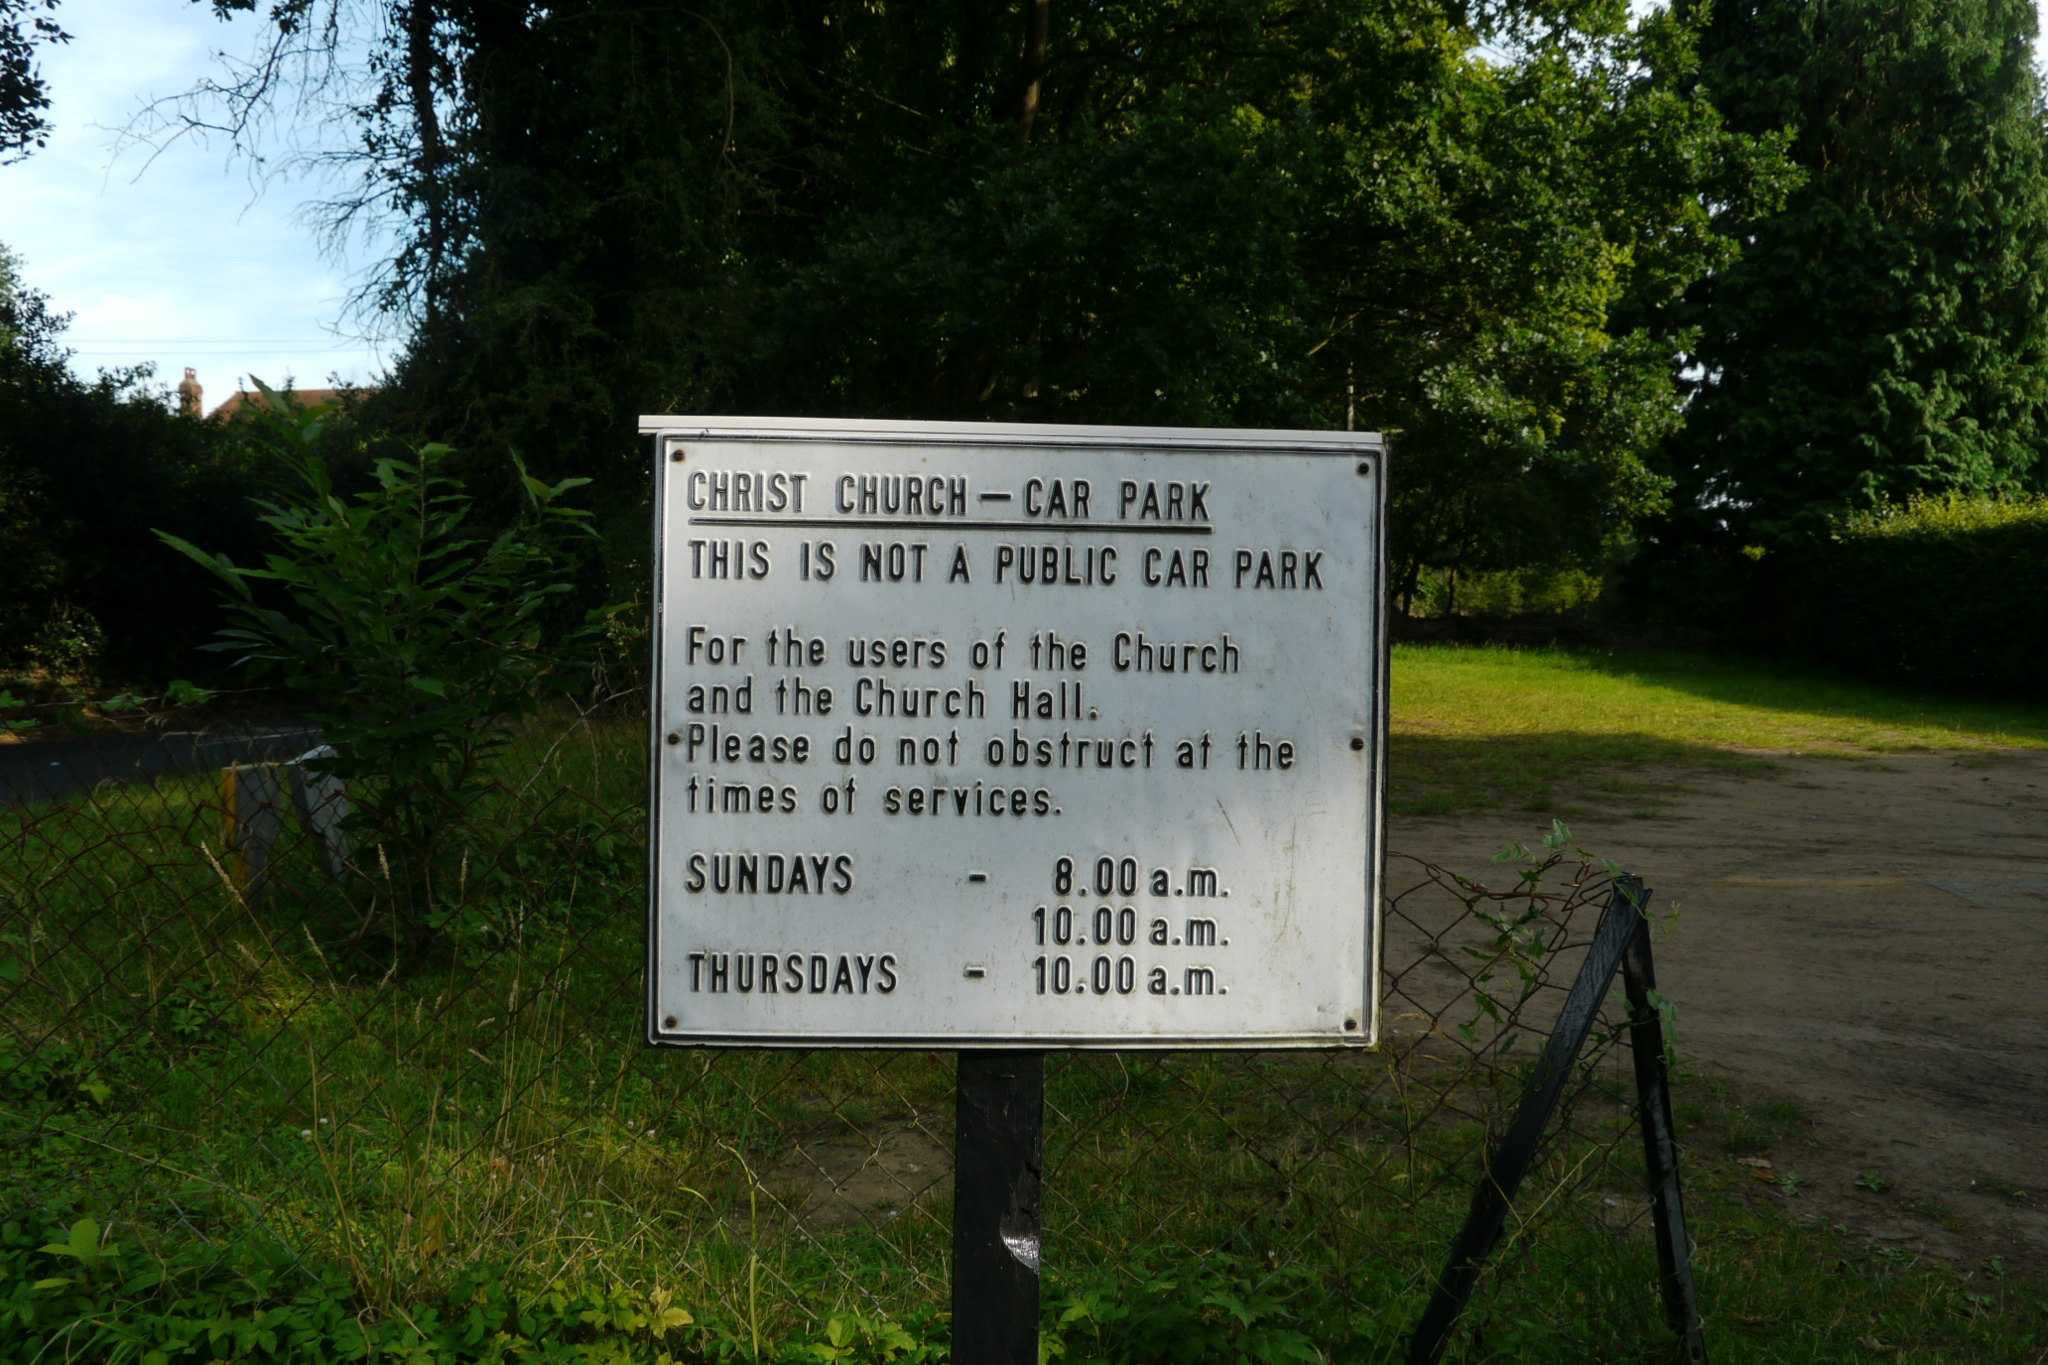 CHRIST CHURCH – CAR PARK
THIS IS NOT A PUBLIC CAR PARK
For the users of the Church
and the Church Hall.
Please do not obstruct at the
times of services.
SUNDAYS - 8.00 a.m.
10.00 a.m.
THURSDAYS - 10.00 a.m.